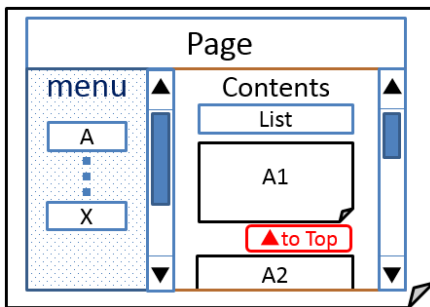 Page
menu
A
X
Contents
List
A1
▲to Top
A2